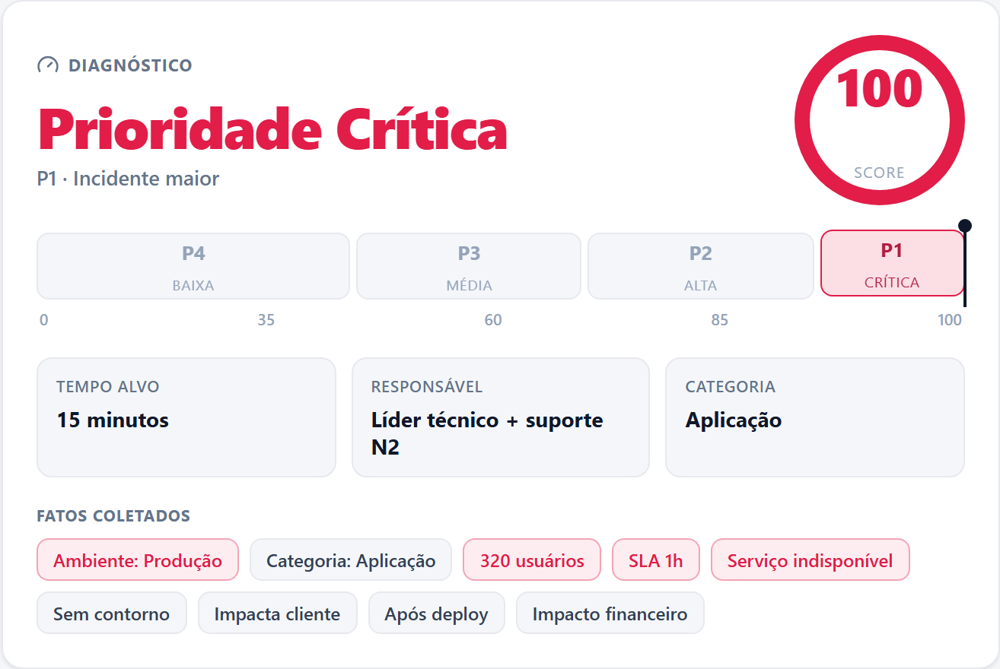 DIAGNÓSTICO
Prioridade Crítica
P1 · Incidente maior
100
SCORE
P4
BAIXA
P3
MÉDIA
P2
ALTA
P1
CRÍTICA
0 35 60 85 100
TEMPO ALVO
15 minutos
RESPONSÁVEL
Líder técnico + suporte
N2
CATEGORIA
Aplicação
FATOS COLETADOS
Ambiente: Produção
Categoria: Aplicação
320 usuários
SLA 1h
Serviço indisponível
Sem contorno
Impacta cliente
Após deploy
Impacto financeiro